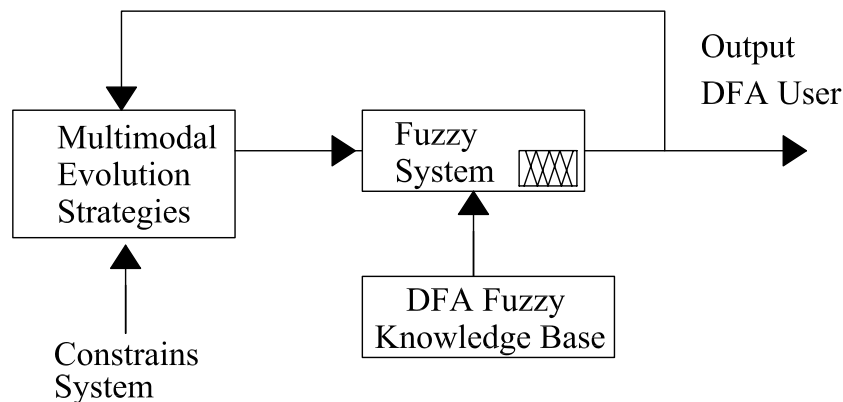 Output
DFA User
Multimodal
Evolution
Strategies
Fuzzy
System
DFA Fuzzy
Knowledge Base
Constrains
System